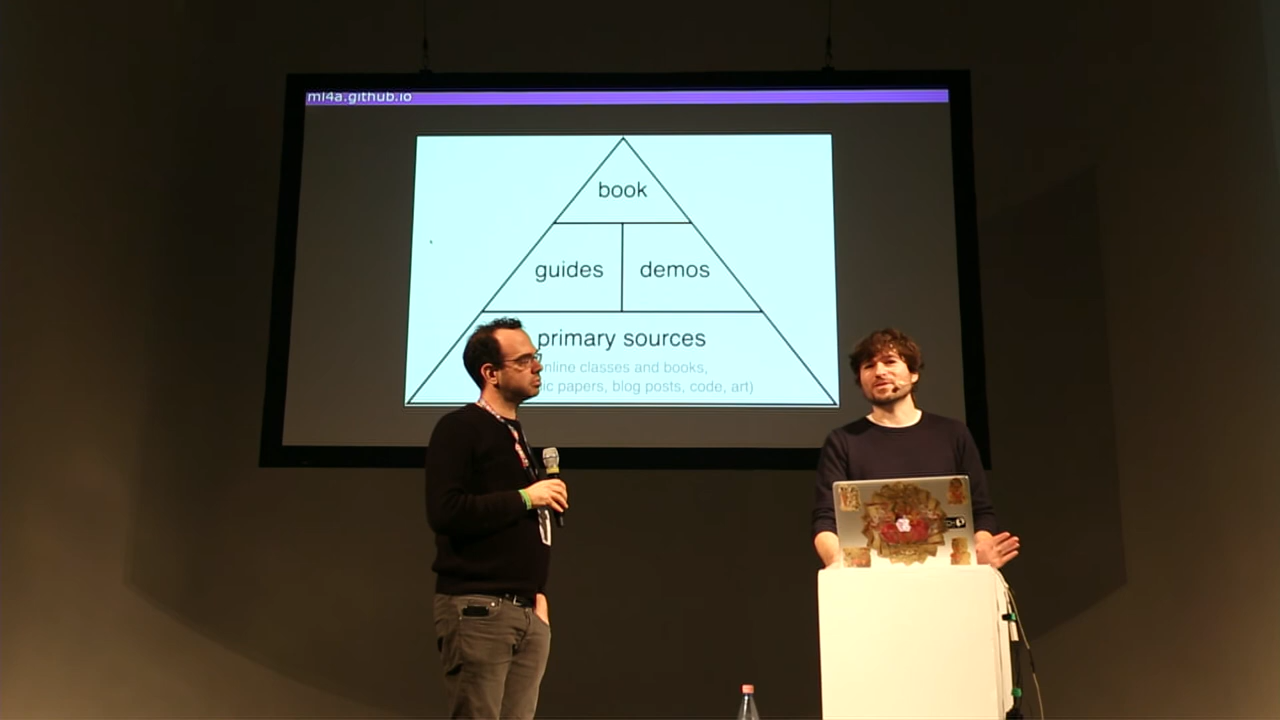 ml4a.github.io
book
guides demos
primary sources
nline classes and books,
ic papers, blog posts, code, art)